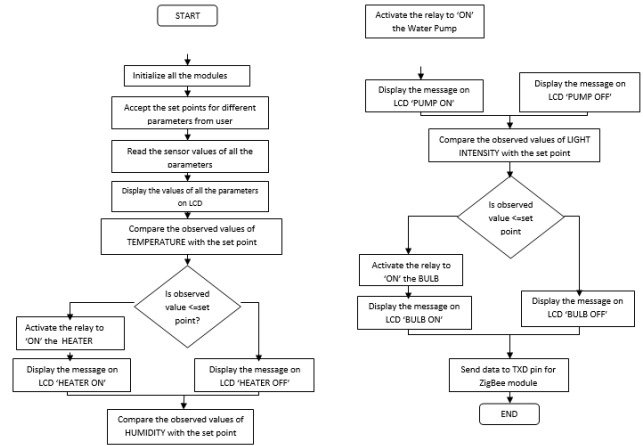 START
Initialize all the modules
Accept the set points for different
parameters from user
Read the sensor values of all the
parameters
Display the values of all the parameters
on LCD
Compare the observed values of
TEMPERATURE with the set point
Is observed
value <=set
point?
Activate the relay to
'ON' the HEATER
Display the message on
LCD 'HEATER ON'
Display the message on
LCD 'HEATER OFF'
Compare the observed values of
HUMIDITY with the set point
Activate the relay to 'ON'
the Water Pump
Display the message on
LCD 'PUMP ON'
Display the message on
LCD 'PUMP OFF'
Compare the observed values of LIGHT
INTENSITY with the set point
Is observed
value <=set
point
Activate the relay to
'ON' the BULB
Display the message on
LCD 'BULB ON'
Display the message on
LCD 'BULB OFF'
Send data to TXD pin for
ZigBee module
END